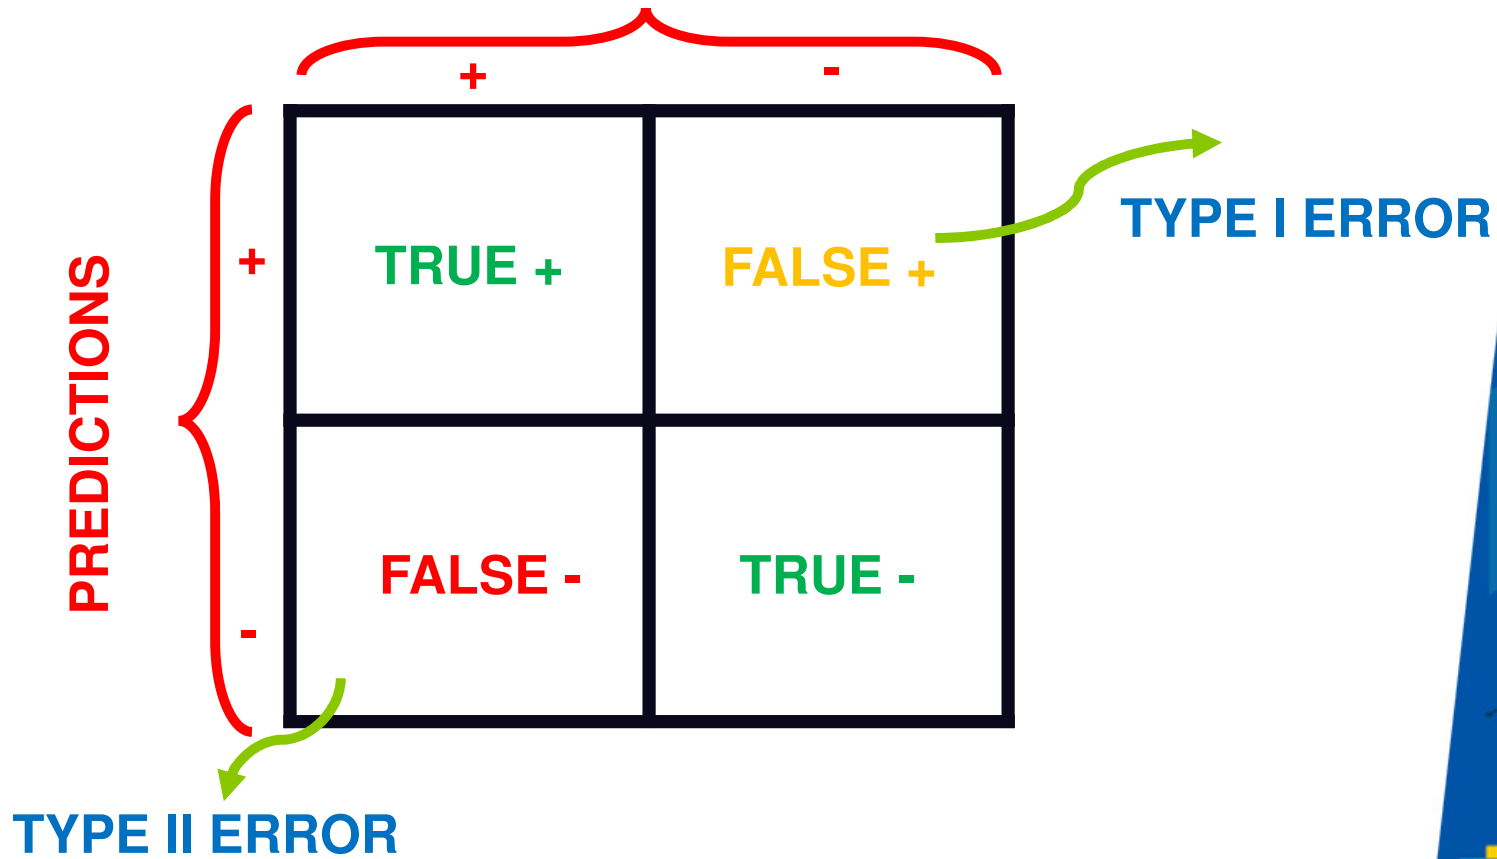 + -
TYPE I ERROR
+ TRUE + FALSE +
PREDICTIONS
FALSE - TRUE -
-
TYPE II ERROR